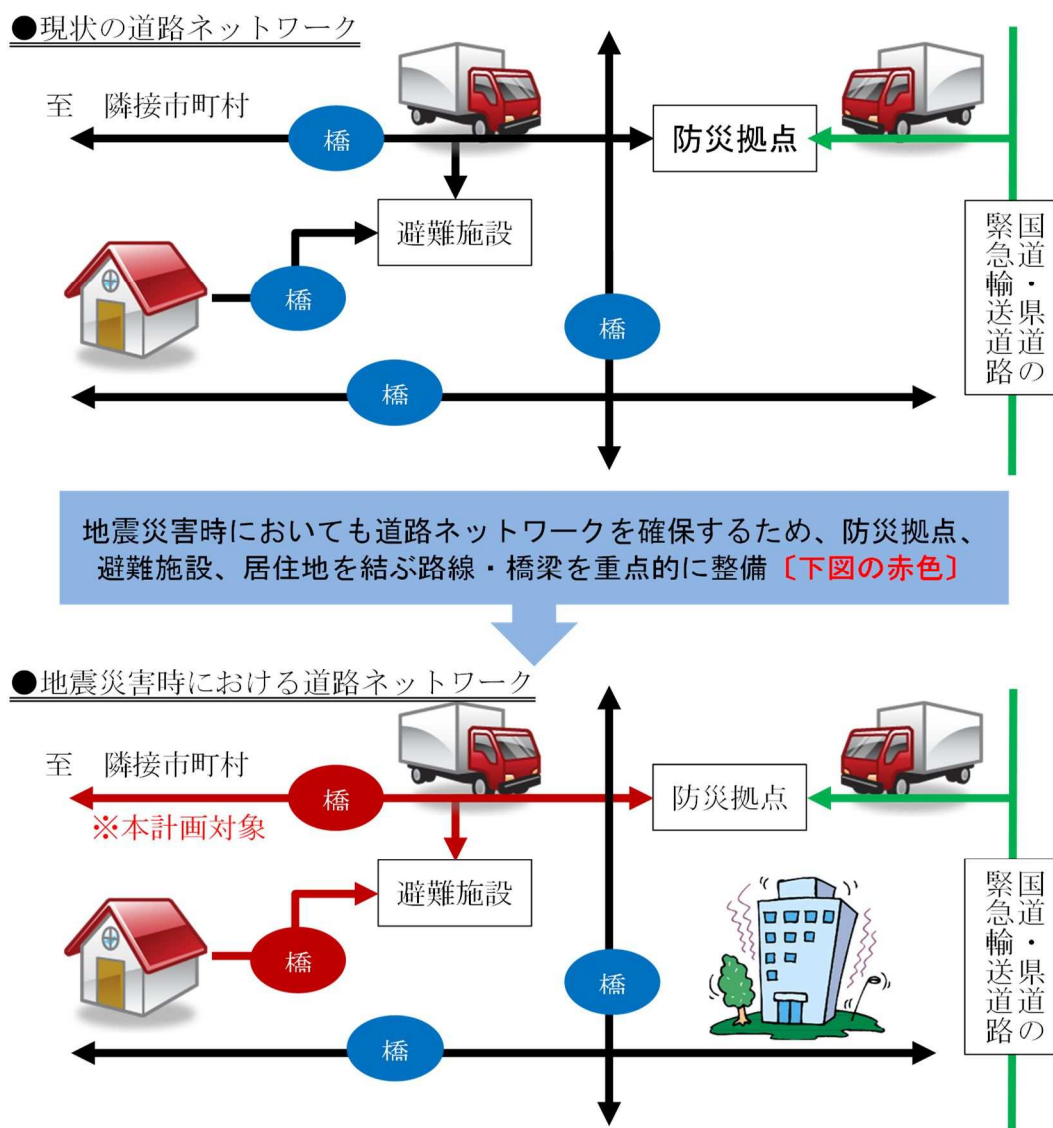 ●現状の道路ネットワーク
至 隣接市町村
橋
防災拠点
避難施設
橋
橋
橋
国道・県道の
緊急輸送道路
地震災害時においても道路ネットワークを確保するため、防災拠点、
避難施設、居住地を結ぶ路線・橋梁を重点的に整備〔下図の赤色〕
●地震災害時における道路ネットワーク
至 隣接市町村
橋
防災拠点
※本計画対象
避難施設
橋
橋
橋
国道・県道の
緊急輸送道路